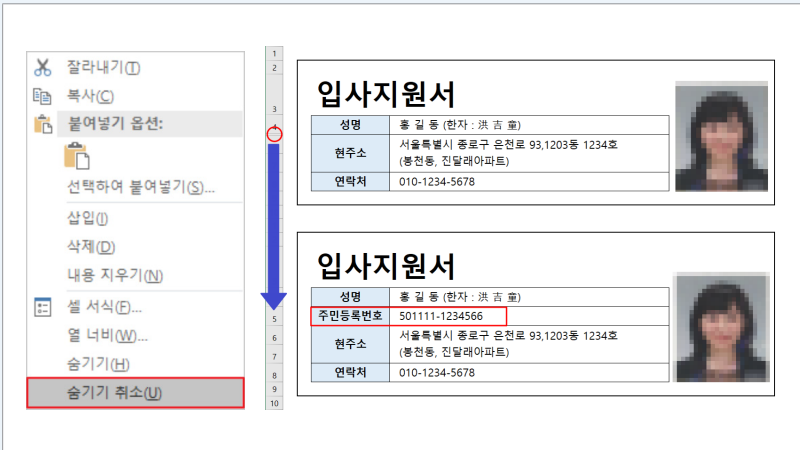 잘라내기(T)
복사(C)
붙여넣기 옵션:
선택하여 붙여넣기(S)...
삽입(I)
삭제(D)
내용 지우기(N)
셀 서식(F)...
열 너비(W)...
숨기기(H)
숨기기 취소(U)
1
2
3
4
5
6
7
8
9
10
입사지원서
성명 홍 길 동 (한자 : 洪 吉 童)
현주소 서울특별시 종로구 은천로 93,1203동 1234호
(봉천동, 진달래아파트)
연락처 010-1234-5678
입사지원서
성명 홍 길 동 (한자 : 洪 吉 童)
주민등록번호 501111-1234566
현주소 서울특별시 종로구 은천로 93,1203동 1234호
(봉천동, 진달래아파트)
연락처 010-1234-5678